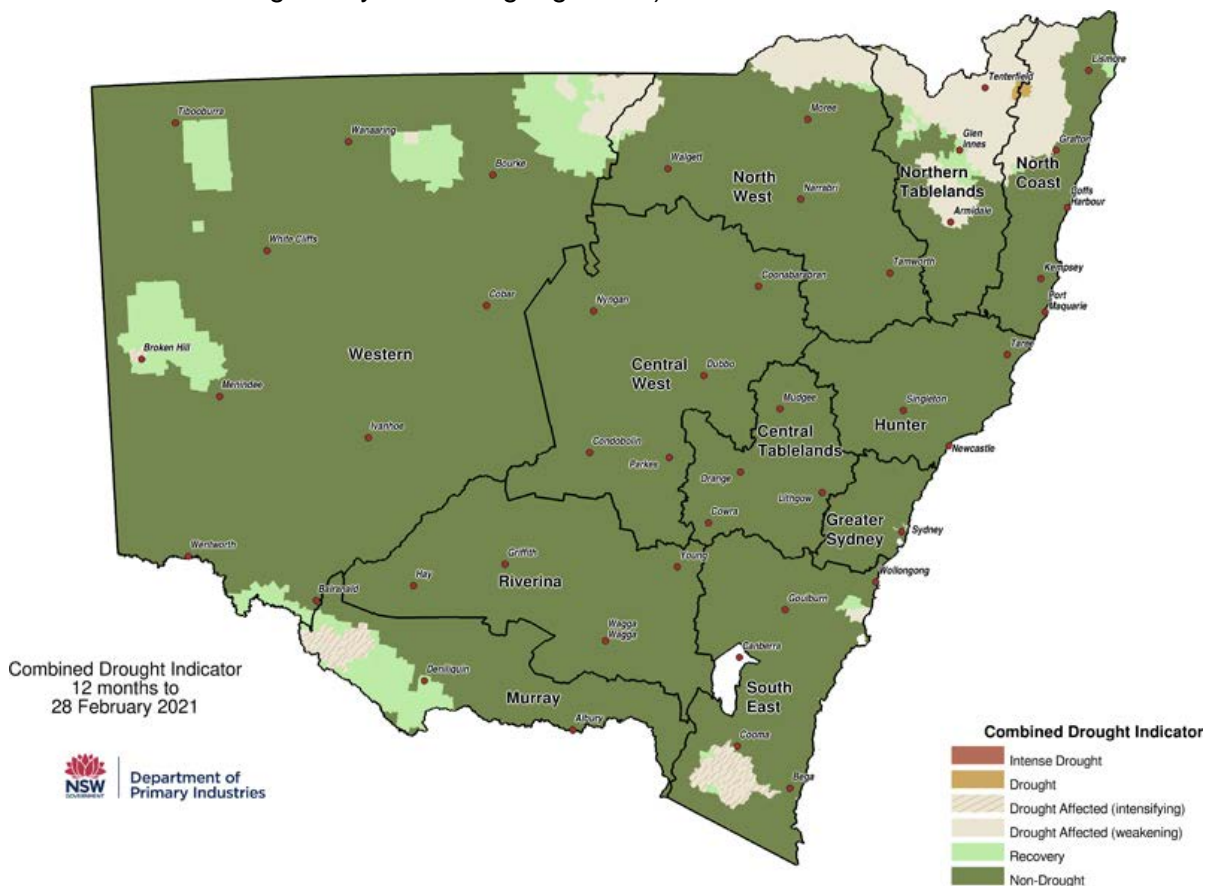 Lismore
Tenterfield
Tibooburra
Wanaaring
Moree
Glen
Innes
Grafton
Bourke
Walgett
North
West
Northern
Tablelands
North
Coast
Narrabri
Coffs
Harbour
Armidale
White Cliffs
Coonabarabran
Tamworth
Kempsey
Port
Maquarie
Cobar
Nyngan
Broken Hill
Western
Taree
Central
West
Dubbo
Menindee
Mudgee
Singleton
Hunter
Ivanhoe
Central
Tablelands
Newcastle
Condobolin
Parkes
Orange
Lithgow
Cowra
Greater
Sydney
Sydney
Wentworth
Griffith
Young
Wollongong
Hay
Riverina
Balranald
Goulburn
Wagga
Wagga
Canberra
Combined Drought Indicator
12 months to
28 February 2021
Deniliquin
Murray
South
East
Albury
Cooma
Bega
NSW
GOVERNMENT
Department of
Primary Industries
Combined Drought Indicator
Intense Drought
Drought
Drought Affected (intensifying)
Drought Affected (weakening)
Recovery
Non-Drought